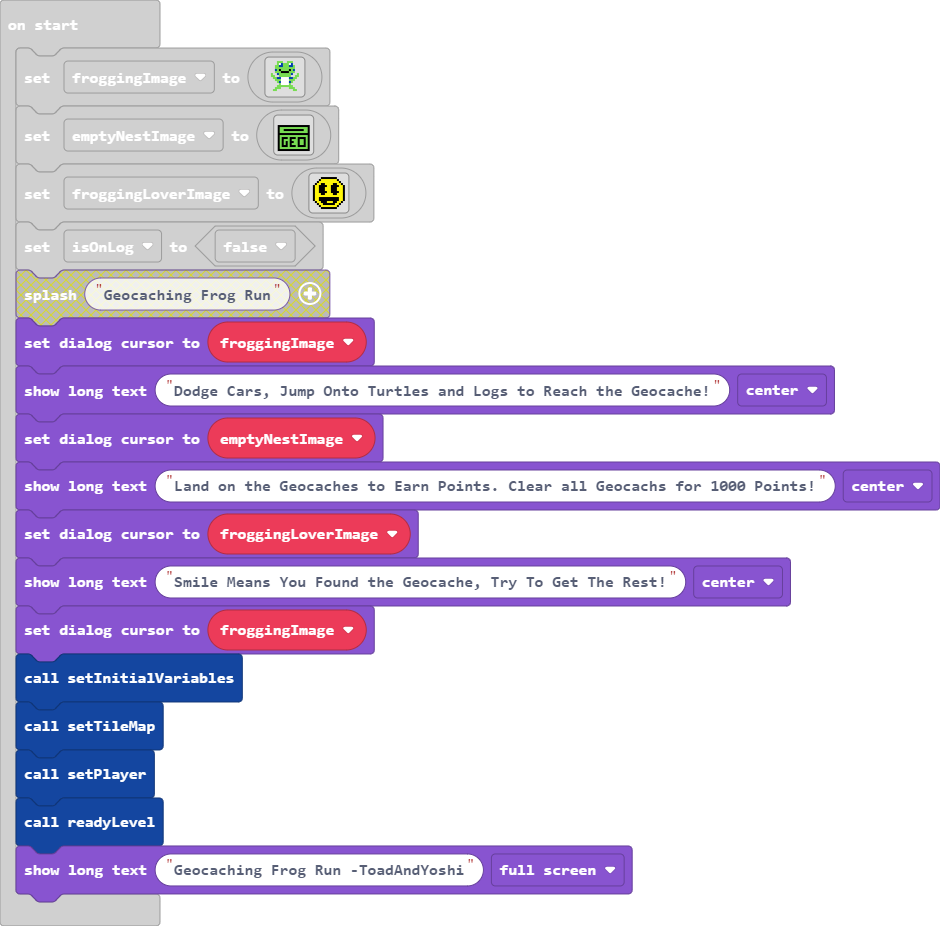 on start
set froggingImage to
set emptyNestImage to GEO
set froggingLoverImage to
set isOnLog to false
splash "Geocaching Frog Run"
set dialog cursor to froggingImage
show long text "Dodge Cars, Jump Onto Turtles and Logs to Reach the Geocache!" center
set dialog cursor to emptyNestImage
show long text "Land on the Geocaches to Earn Points. Clear all Geocachs for 1000 Points!" center
set dialog cursor to froggingLoverImage
show long text "Smile Means You Found the Geocache, Try To Get The Rest!" center
set dialog cursor to froggingImage
call setInitialVariables
call setTileMap
call setPlayer
call readyLevel
show long text "Geocaching Frog Run -ToadAndYoshi" full screen